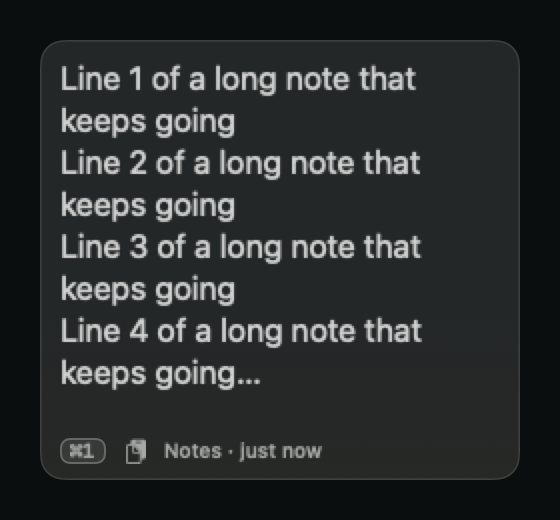 Line 1 of a long note that
keeps going
Line 2 of a long note that
keeps going
Line 3 of a long note that
keeps going
Line 4 of a long note that
keeps going...
⌘1 Notes · just now